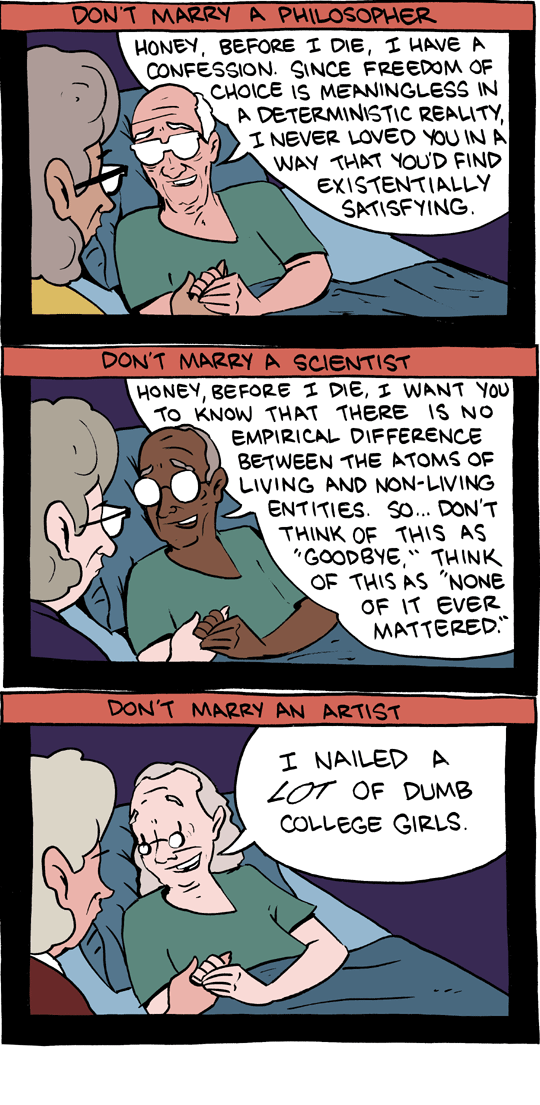 DON'T MARRY A PHILOSOPHER
HONEY, BEFORE I DIE, I HAVE A
CONFESSION. SINCE FREEDOM OF
CHOICE IS MEANINGLESS IN
A DETERMINISTIC REALITY,
I NEVER LOVED YOU IN A
WAY THAT YOU'D FIND
EXISTENTIALLY
SATISFYING.
DON'T MARRY A SCIENTIST
HONEY, BEFORE I DIE, I WANT YOU
TO KNOW THAT THERE IS NO
EMPIRICAL DIFFERENCE
BETWEEN THE ATOMS OF
LIVING AND NON-LIVING
ENTITIES. SO... DON'T
THINK OF THIS AS
"GOODBYE," THINK
OF THIS AS "NONE
OF IT EVER
MATTERED."
DON'T MARRY AN ARTIST
I NAILED A
LOT OF DUMB
COLLEGE GIRLS.